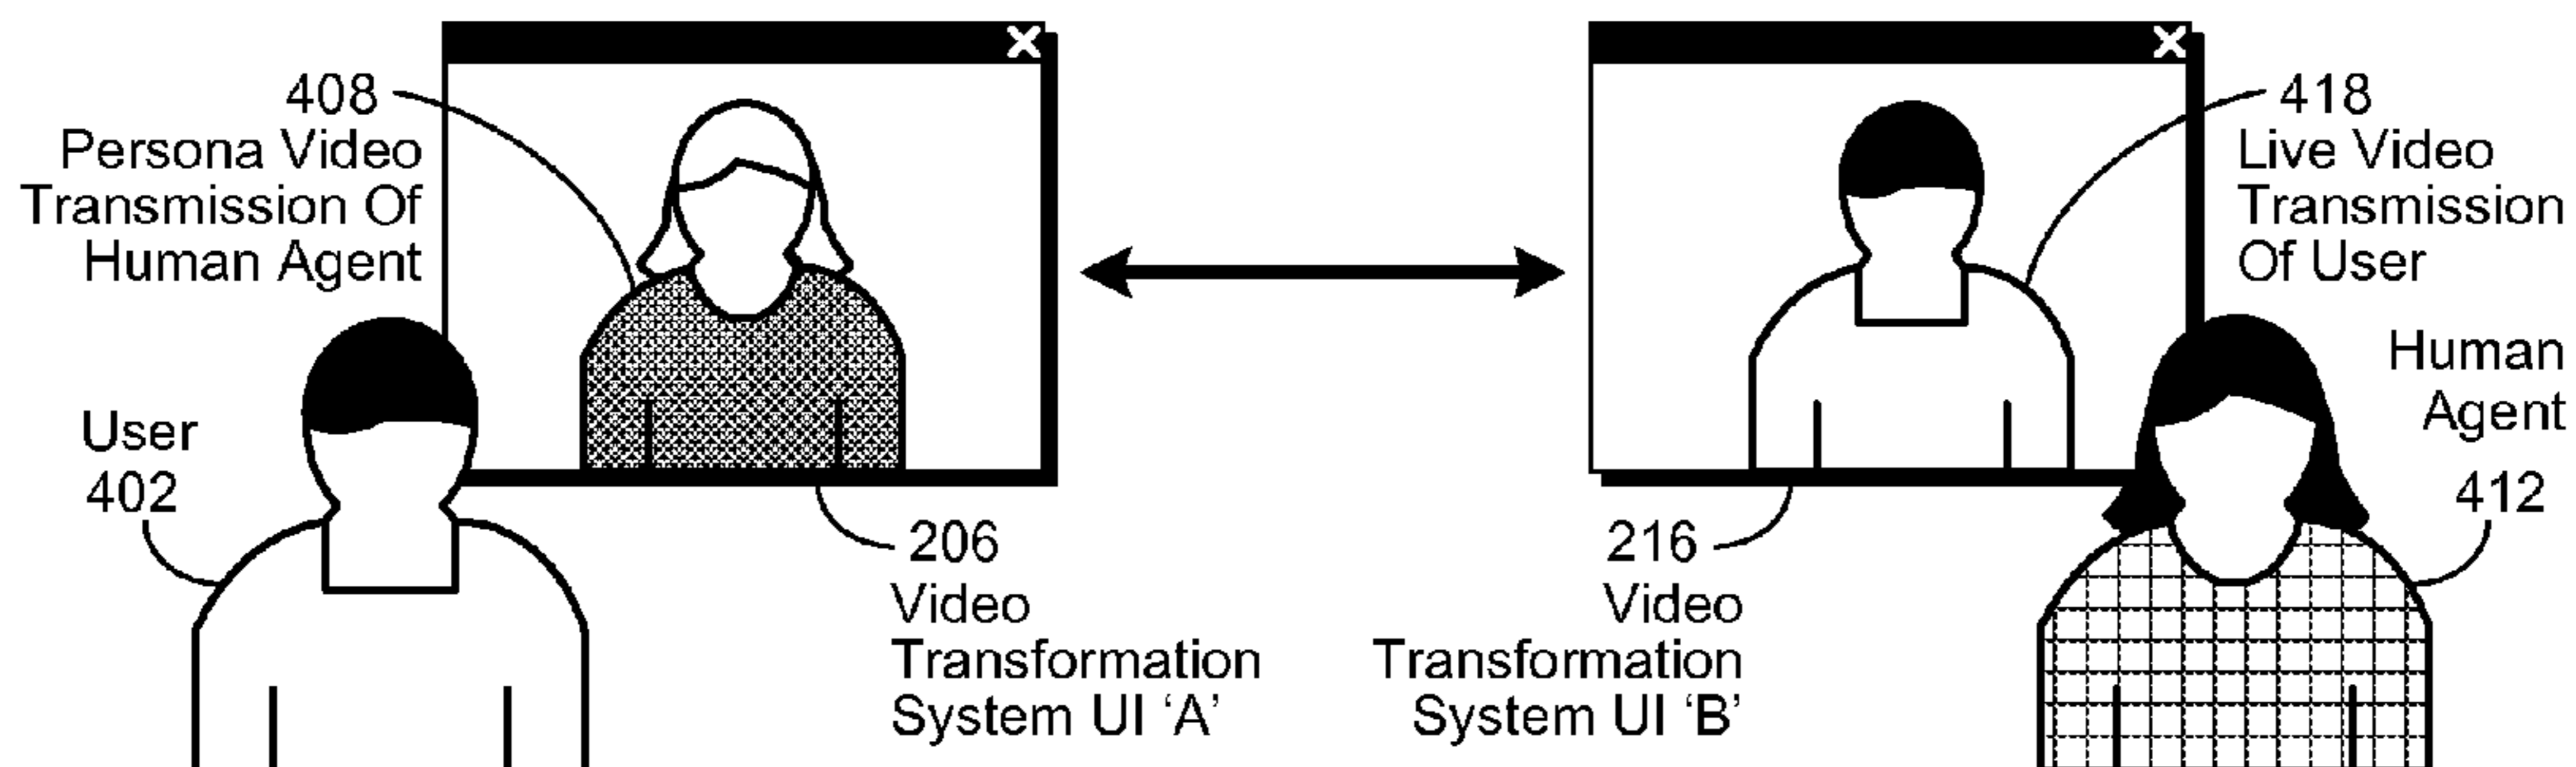 408
Persona Video
Transmission Of
Human Agent
418
Live Video
Transmission
Of User
User
402
Human
Agent
412
206
Video
Transformation
System UI ‘A’
216
Video
Transformation
System UI ‘B’